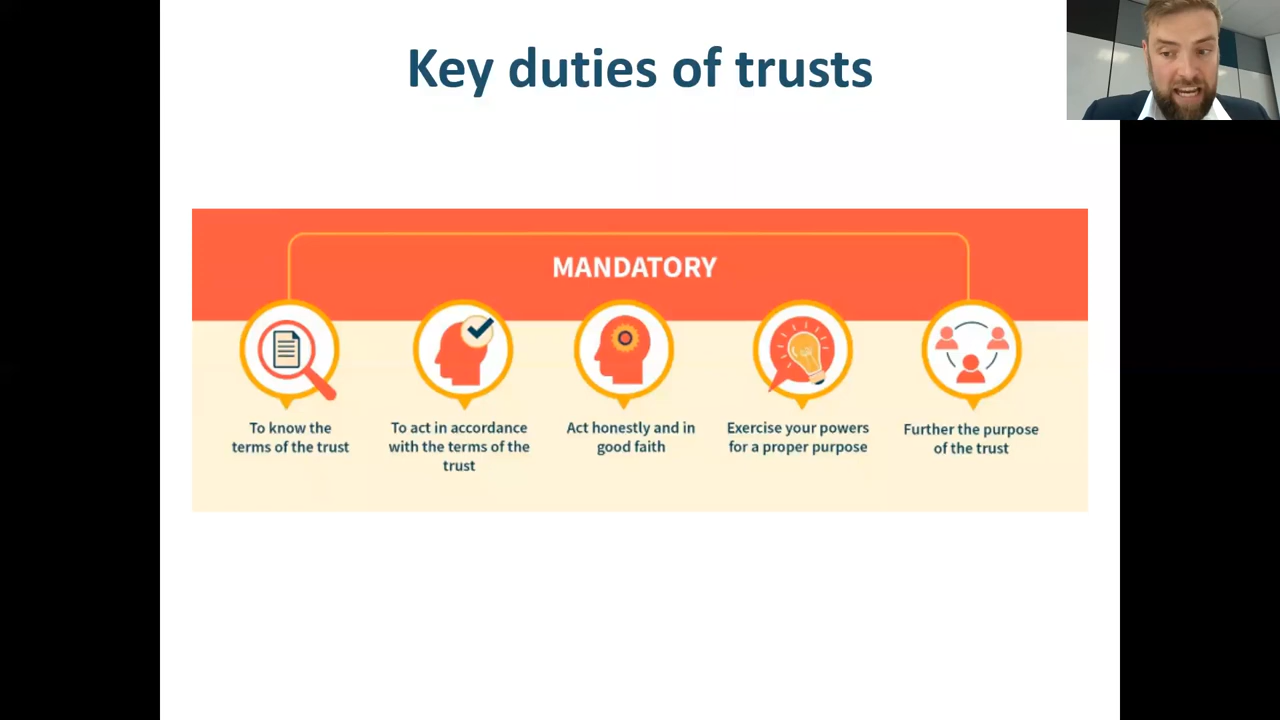 Key duties of trusts
MANDATORY
To know the
terms of the trust
To act in accordance
with the terms of the
trust
Act honestly and in
good faith
Exercise your powers
for a proper purpose
Further the purpose
of the trust